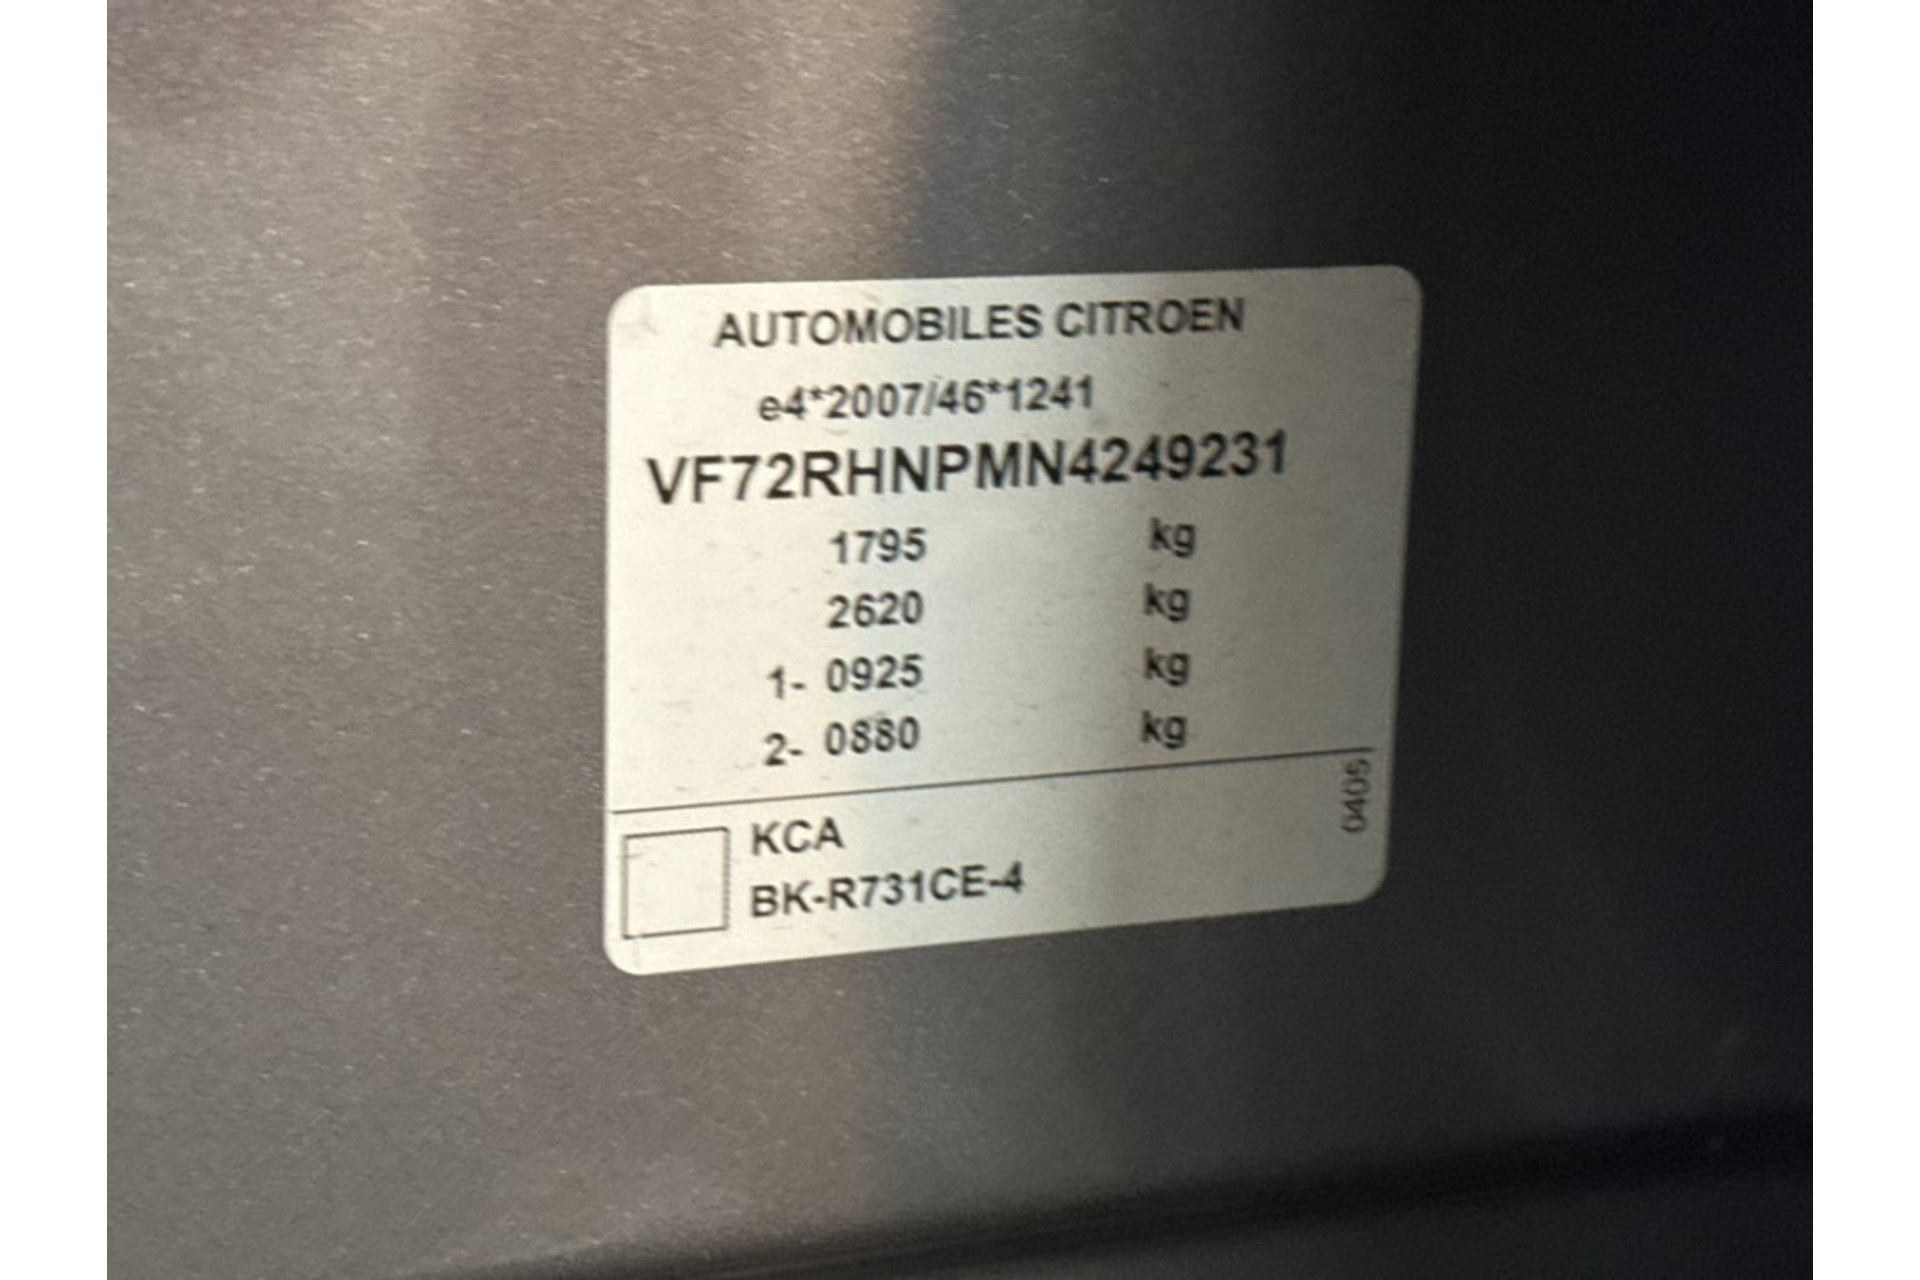 AUTOMOBILES CITROEN
e4*2007/46*1241
VF72RHNPMN4249231
1795 kg
2620 kg
1- 0925 kg
2- 0880 kg
0405
KCA
BK-R731CE-4